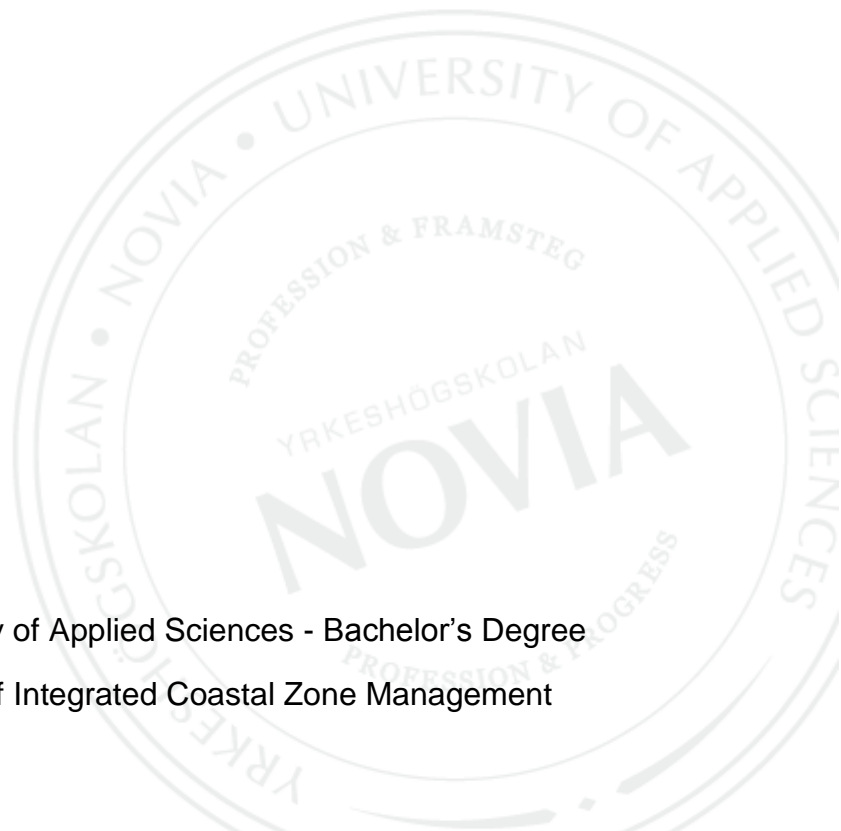 UNIVERSITY OF APPLIED SCIENCES
YRKESHÖGSKOLAN • NOVIA •
PROFESSION & FRAMSTEG
YRKESHÖGSKOLAN
NOVIA
PROFESSION & PROGRESS
y of Applied Sciences - Bachelor’s Degree
f Integrated Coastal Zone Management